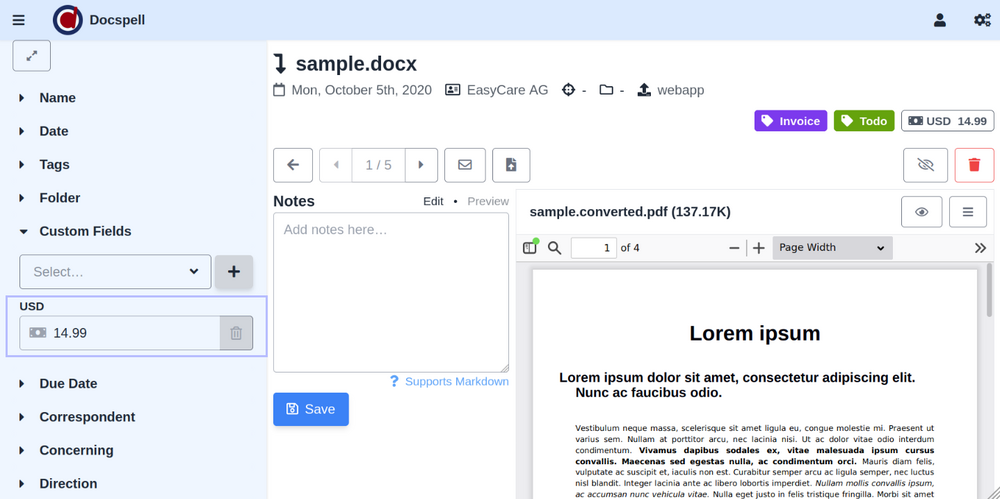 Docspell
sample.docx
Mon, October 5th, 2020 EasyCare AG - - webapp
Invoice Todo USD 14.99
Name
Date
Tags
Folder
Custom Fields
Select...
USD
14.99
Due Date
Correspondent
Concerning
Direction
1 / 5
Notes Edit • Preview
Add notes here…
? Supports Markdown
Save
sample.converted.pdf (137.17K)
1 of 4 Page Width
Lorem ipsum
Lorem ipsum dolor sit amet, consectetur adipiscing elit.
Nunc ac faucibus odio.
Vestibulum neque massa, scelerisque sit amet ligula eu, congue molestie mi. Praesent ut
varius sem. Nullam at porttitor arcu, nec lacinia nisi. Ut ac dolor vitae odio interdum
condimentum. Vivamus dapibus sodales ex, vitae malesuada ipsum cursus
convallis. Maecenas sed egestas nulla, ac condimentum orci. Mauris diam felis,
vulputate ac suscipit et, iaculis non est. Curabitur semper arcu ac ligula semper, nec luctus
nisl blandit. Integer lacinia ante ac libero lobortis imperdiet. Nullam mollis convallis ipsum,
ac accumsan nunc vehicula vitae. Nulla eget justo in felis tristique fringilla. Morbi sit amet